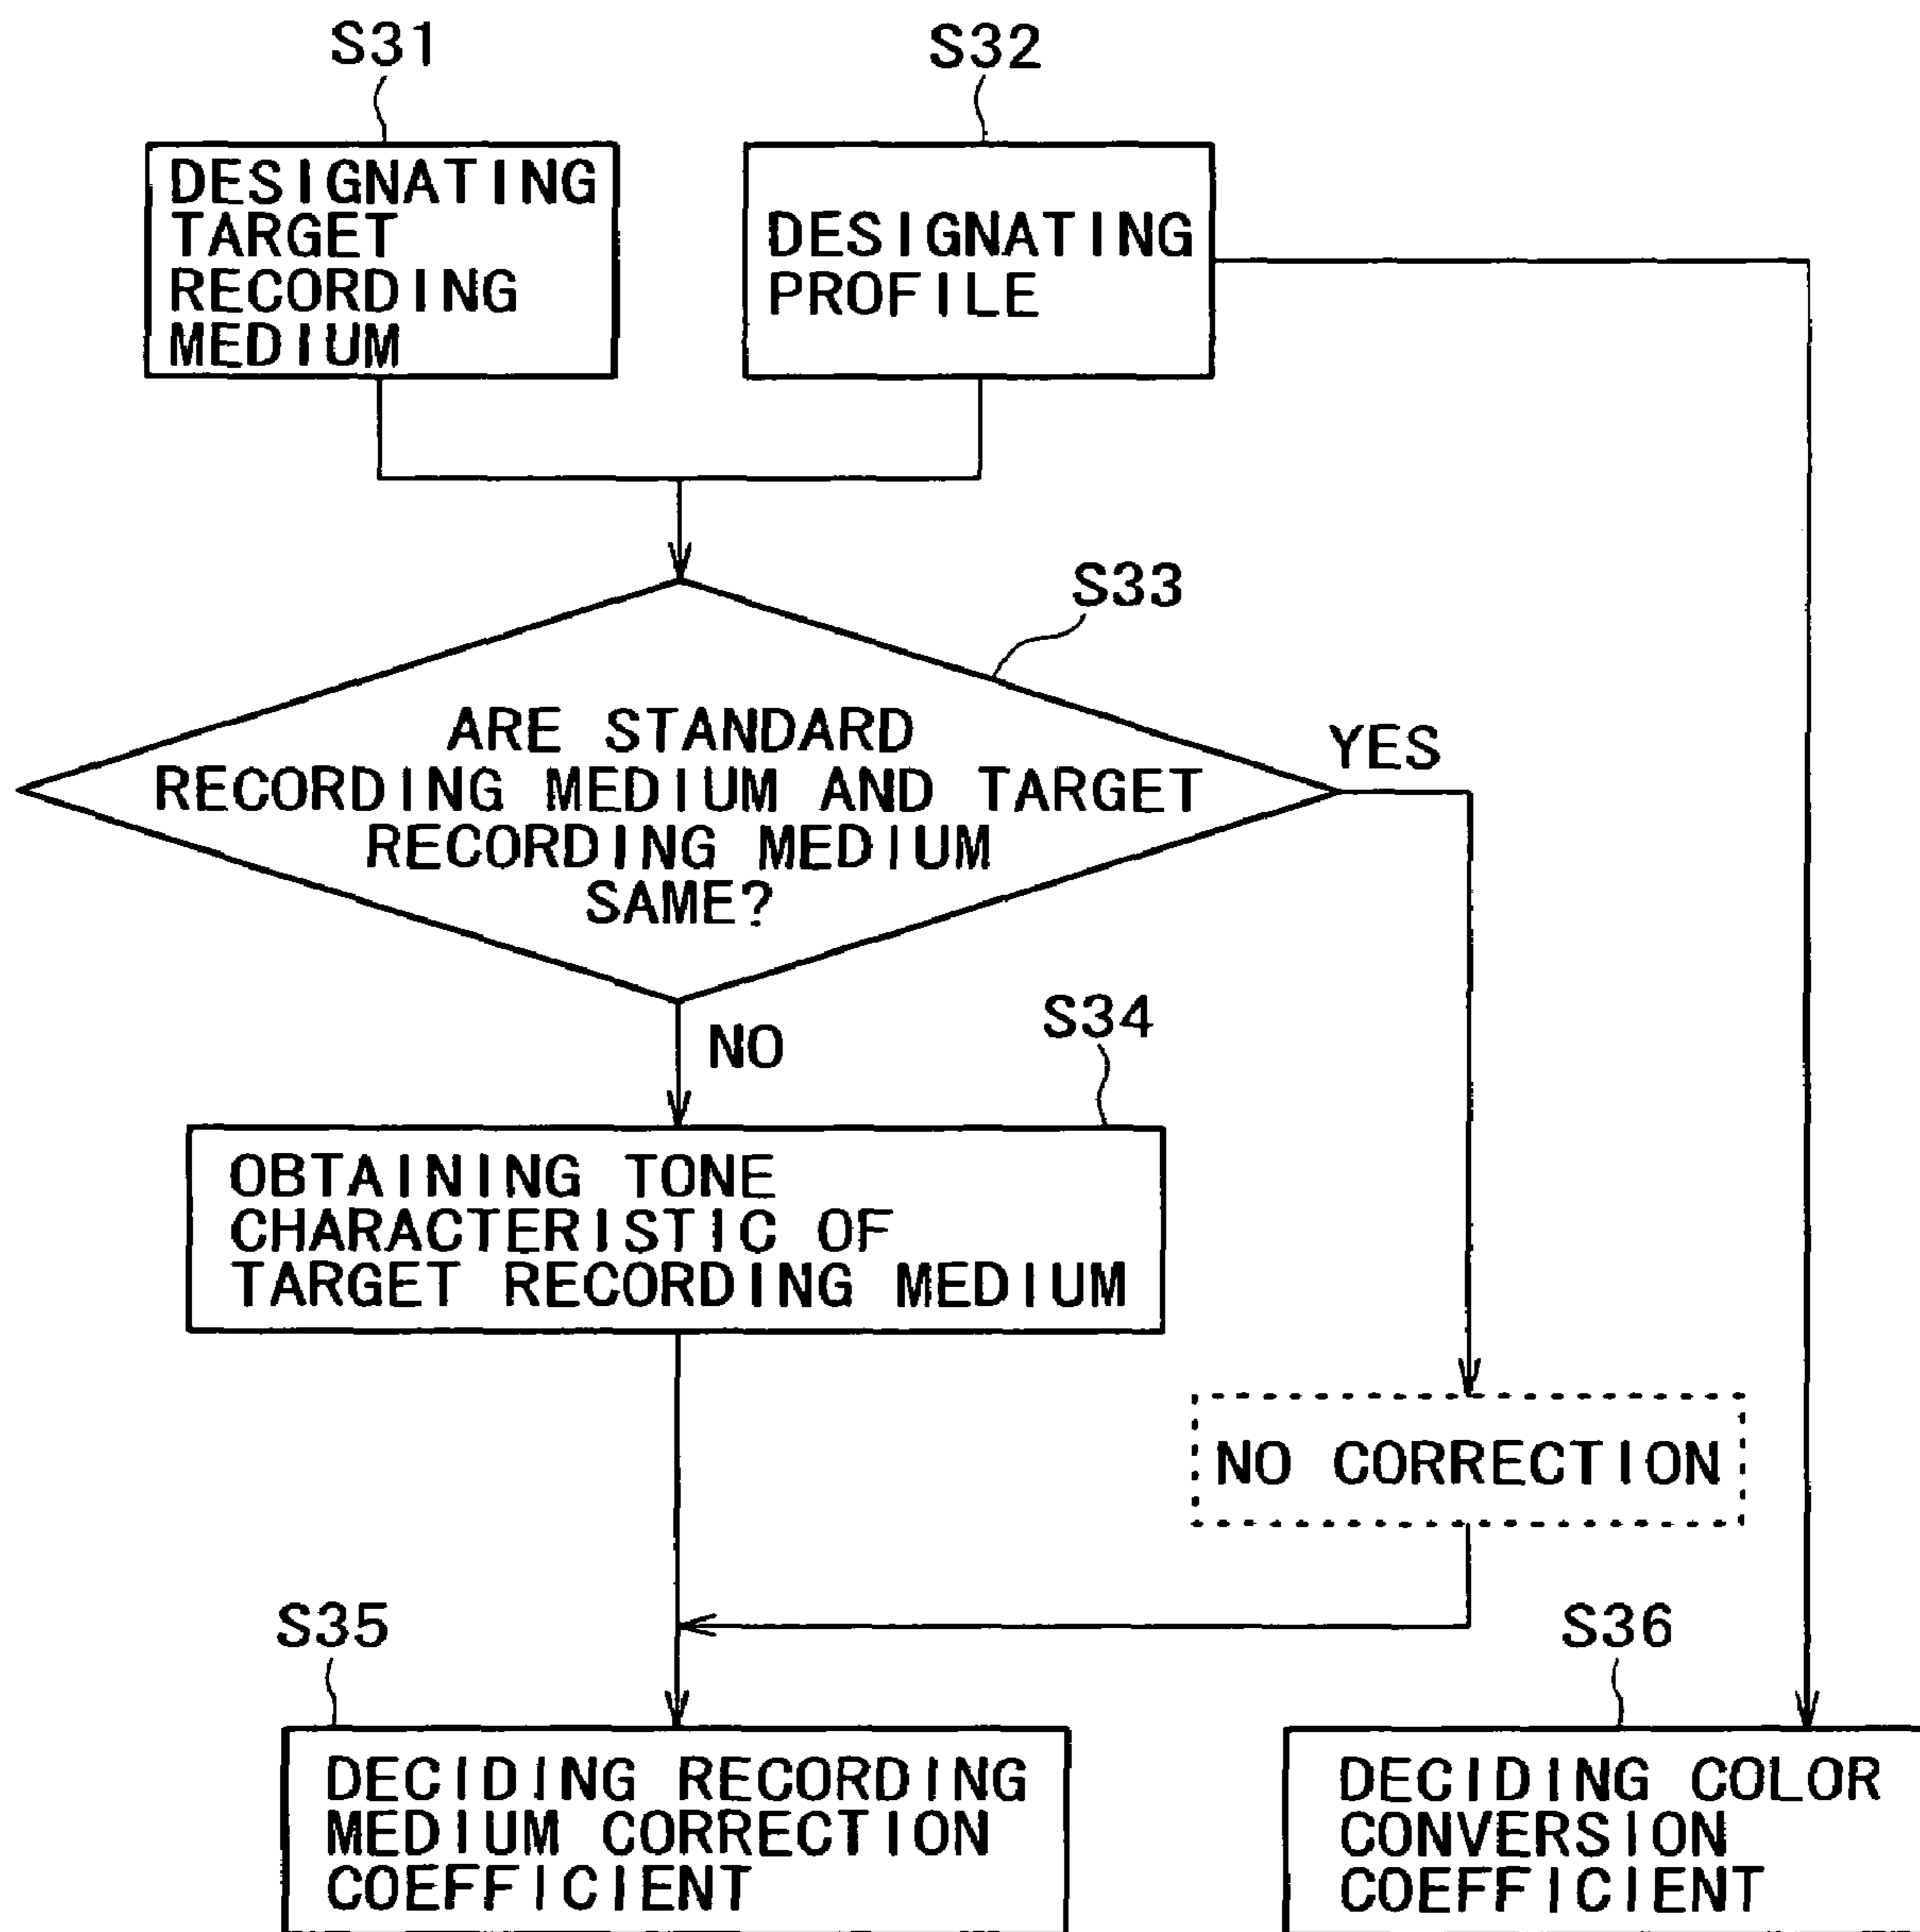 S31
S32
DESIGNATING
TARGET
RECORDING
MEDIUM
DESIGNATING
PROFILE
S33
ARE STANDARD
RECORDING MEDIUM AND TARGET
RECORDING MEDIUM
SAME?
YES
NO
S34
OBTAINING TONE
CHARACTERISTIC OF
TARGET RECORDING MEDIUM
NO CORRECTION
S35
S36
DECIDING RECORDING
MEDIUM CORRECTION
COEFFICIENT
DECIDING COLOR
CONVERSION
COEFFICIENT